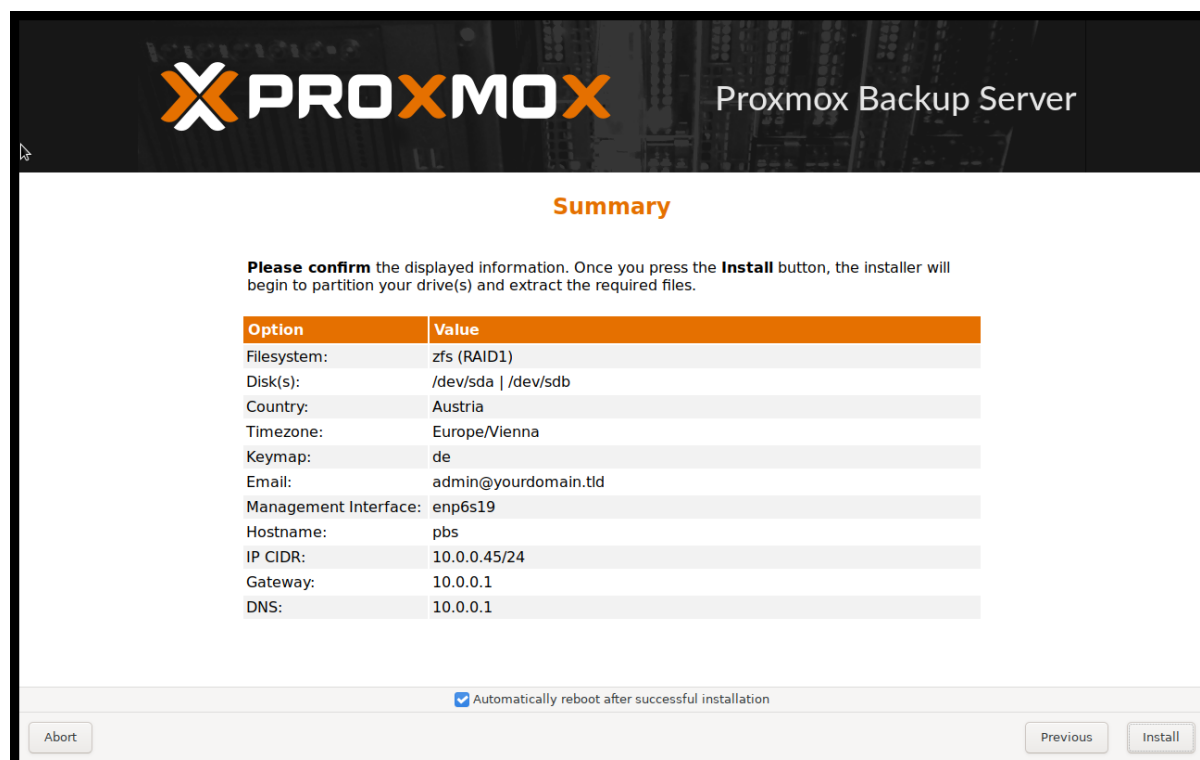 PROXMOX
Proxmox Backup Server
Summary
Please confirm the displayed information. Once you press the Install button, the installer will
begin to partition your drive(s) and extract the required files.
Option Value
Filesystem: zfs (RAID1)
Disk(s): /dev/sda | /dev/sdb
Country: Austria
Timezone: Europe/Vienna
Keymap: de
Email: admin@yourdomain.tld
Management Interface: enp6s19
Hostname: pbs
IP CIDR: 10.0.0.45/24
Gateway: 10.0.0.1
DNS: 10.0.0.1
Automatically reboot after successful installation
Abort Previous Install